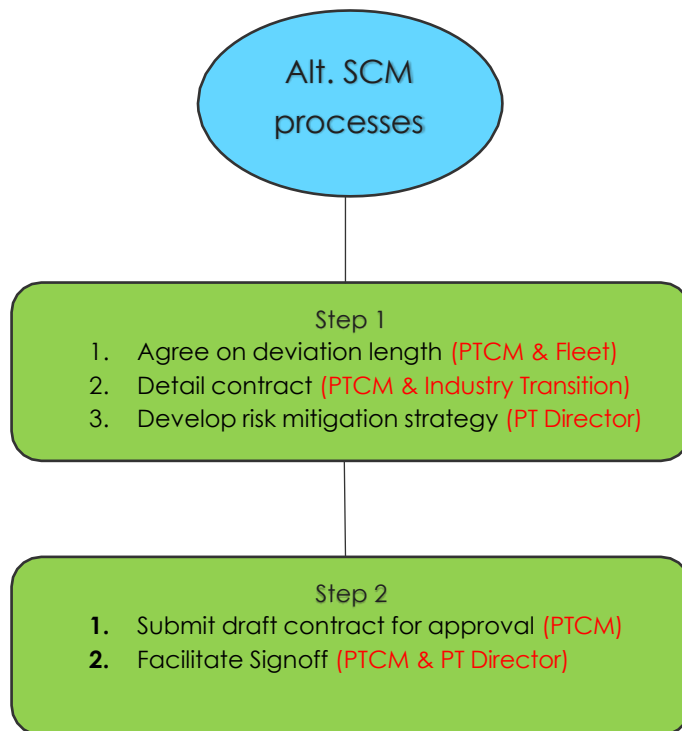 Alt. SCM
processes
Step 1
1. Agree on deviation length (PTCM & Fleet)
2. Detail contract (PTCM & Industry Transition)
3. Develop risk mitigation strategy (PT Director)
Step 2
1. Submit draft contract for approval (PTCM)
2. Facilitate Signoff (PTCM & PT Director)